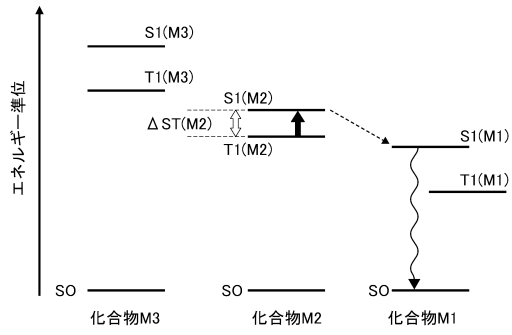 エネルギー準位
S1(M3)
T1(M3)
S1(M2)
ΔST(M2)
T1(M2)
S1(M1)
T1(M1)
SO
SO
SO
化合物M3
化合物M2
化合物M1